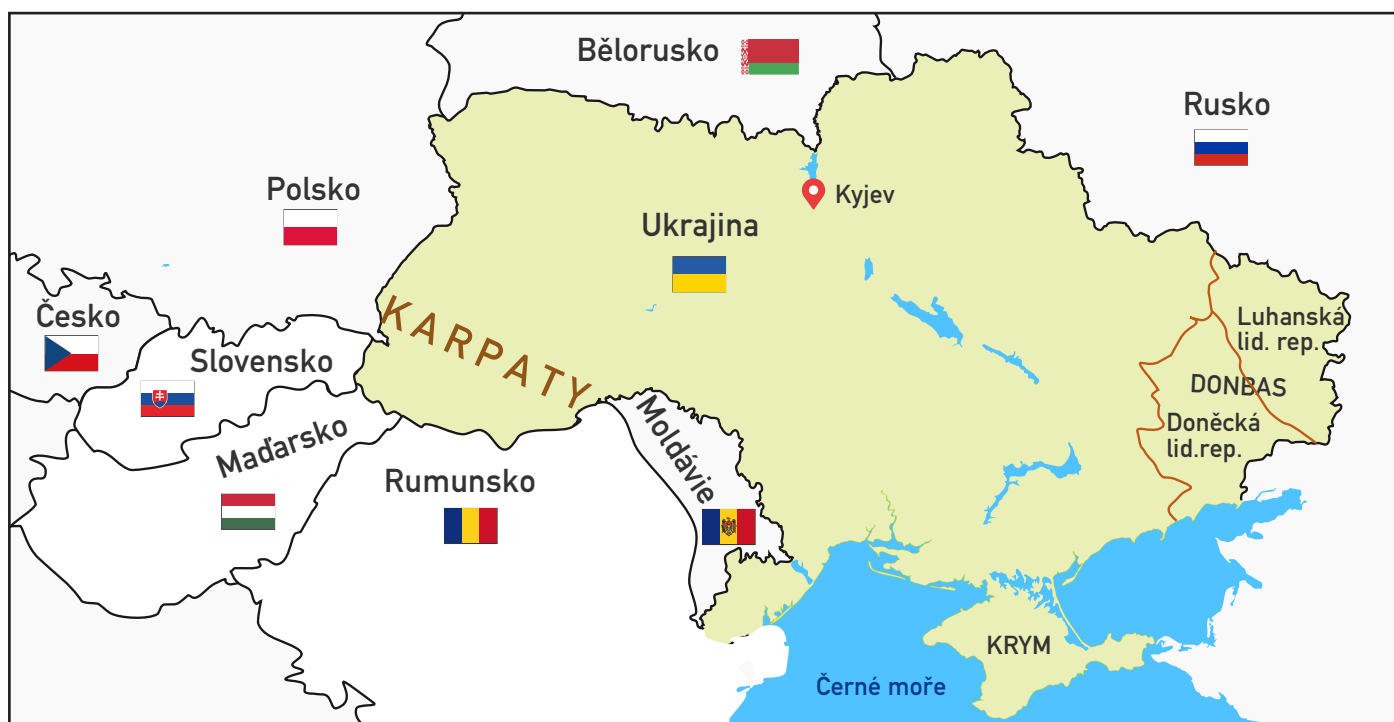 Bělorusko
Rusko
Polsko
Kyjev
Ukrajina
Česko
KARPATY
Luhanská
lid. rep.
Slovensko
DONBAS
Moldávie
Maďarsko
Doněcká
lid.rep.
Rumunsko
KRYM
Černé moře